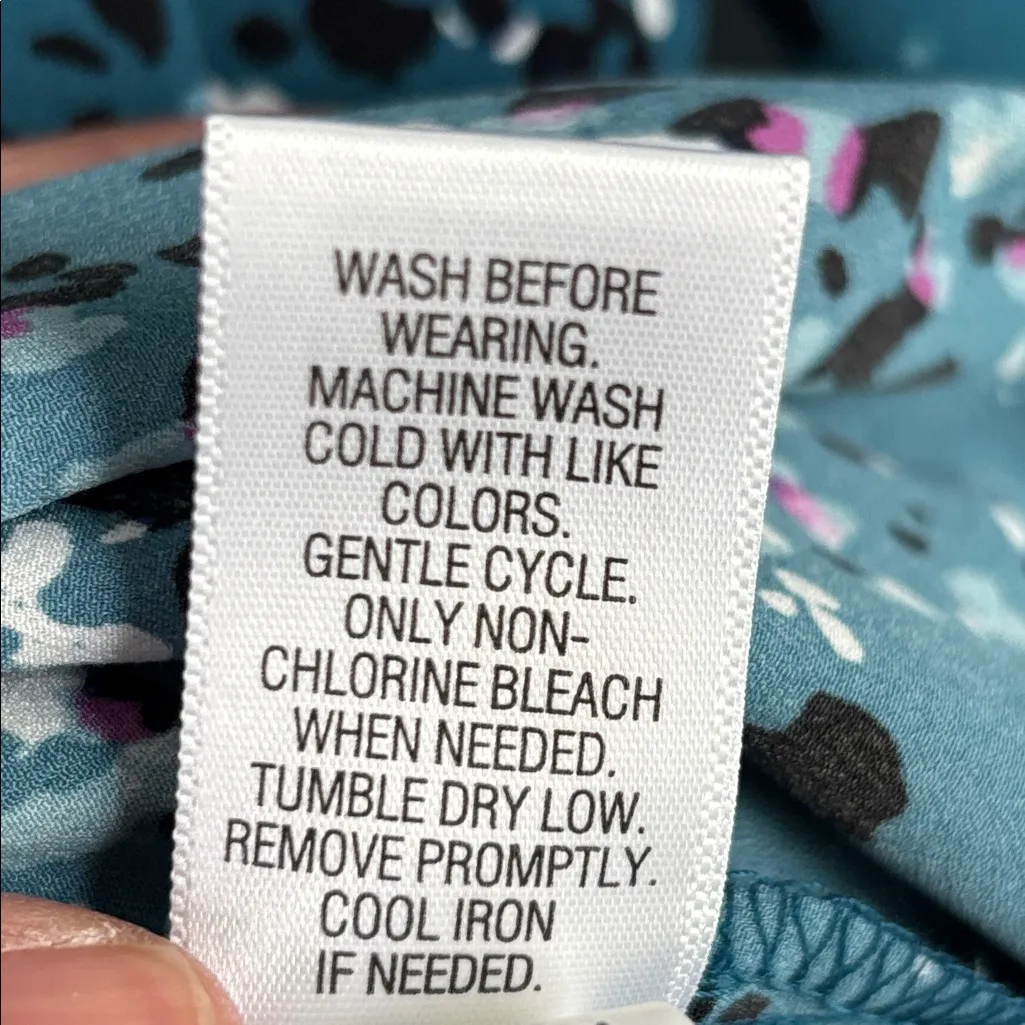 WASH BEFORE
WEARING.
MACHINE WASH
COLD WITH LIKE
COLORS.
GENTLE CYCLE.
ONLY NON-
CHLORINE BLEACH
WHEN NEEDED.
TUMBLE DRY LOW.
REMOVE PROMPTLY.
COOL IRON
IF NEEDED.